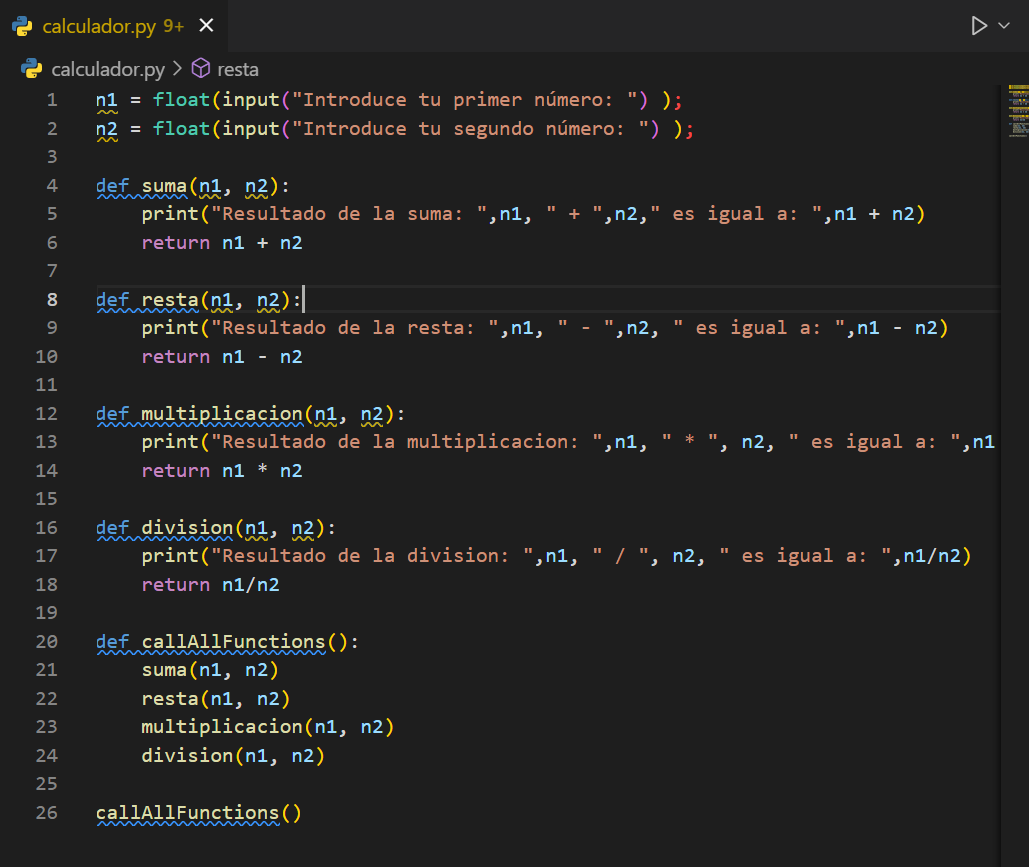 calculador.py 9+
calculador.py > resta
1 n1 = float(input("Introduce tu primer número: ") );
2 n2 = float(input("Introduce tu segundo número: ") );
3
4 def suma(n1, n2):
5     print("Resultado de la suma: ",n1, " + ",n2," es igual a: ",n1 + n2)
6     return n1 + n2
7
8 def resta(n1, n2):
9     print("Resultado de la resta: ",n1, " - ",n2, " es igual a: ",n1 - n2)
10     return n1 - n2
11
12 def multiplicacion(n1, n2):
13     print("Resultado de la multiplicacion: ",n1, " * ", n2, " es igual a: ",n1
14     return n1 * n2
15
16 def division(n1, n2):
17     print("Resultado de la division: ",n1, " / ", n2, " es igual a: ",n1/n2)
18     return n1/n2
19
20 def callAllFunctions():
21     suma(n1, n2)
22     resta(n1, n2)
23     multiplicacion(n1, n2)
24     division(n1, n2)
25
26 callAllFunctions()